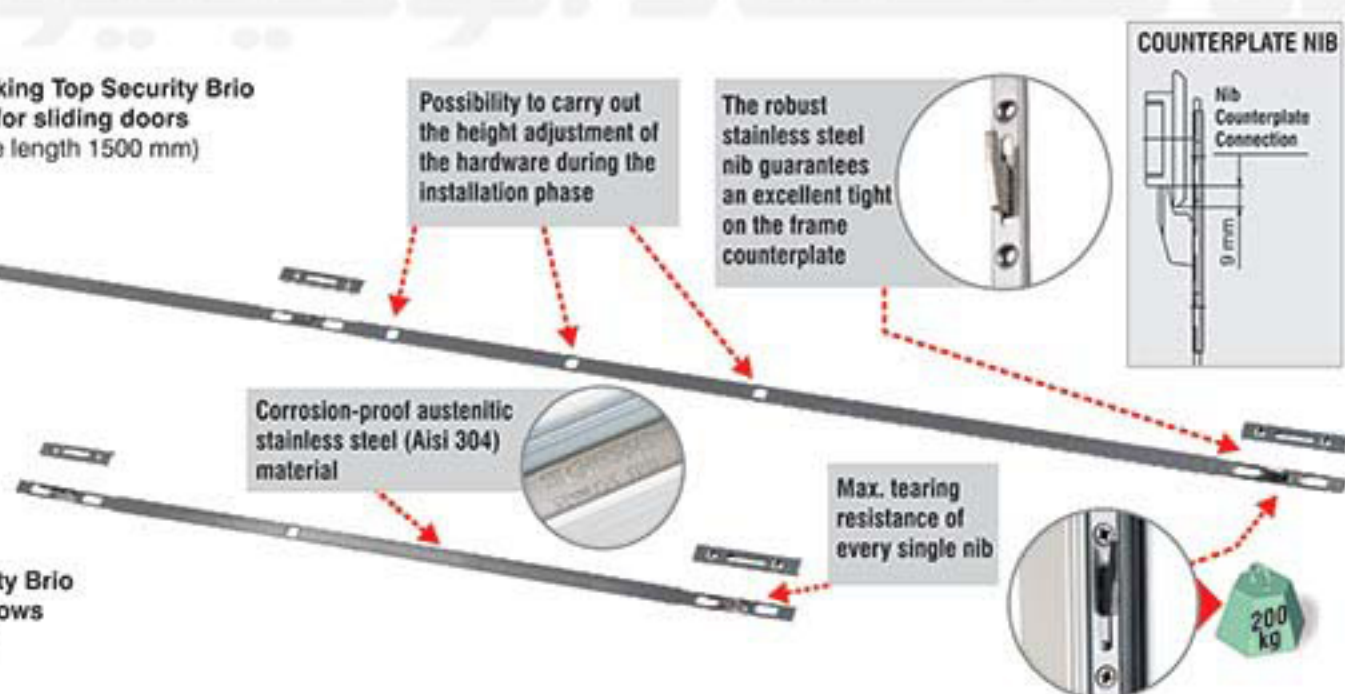 king Top Security Brio
for sliding doors
e length 1500 mm)
Possibility to carry out
the height adjustment of
the hardware during the
installation phase
The robust
stainless steel
nib guarantees
an excellent tight
on the frame
counterplate
COUNTERPLATE NIB
Nib
Counterplate
Connection
9 mm
Corrosion-proof austenitic
stainless steel (Aisi 304)
material
Max. tearing
resistance of
every single nib
ty Brio
ows
200
kg